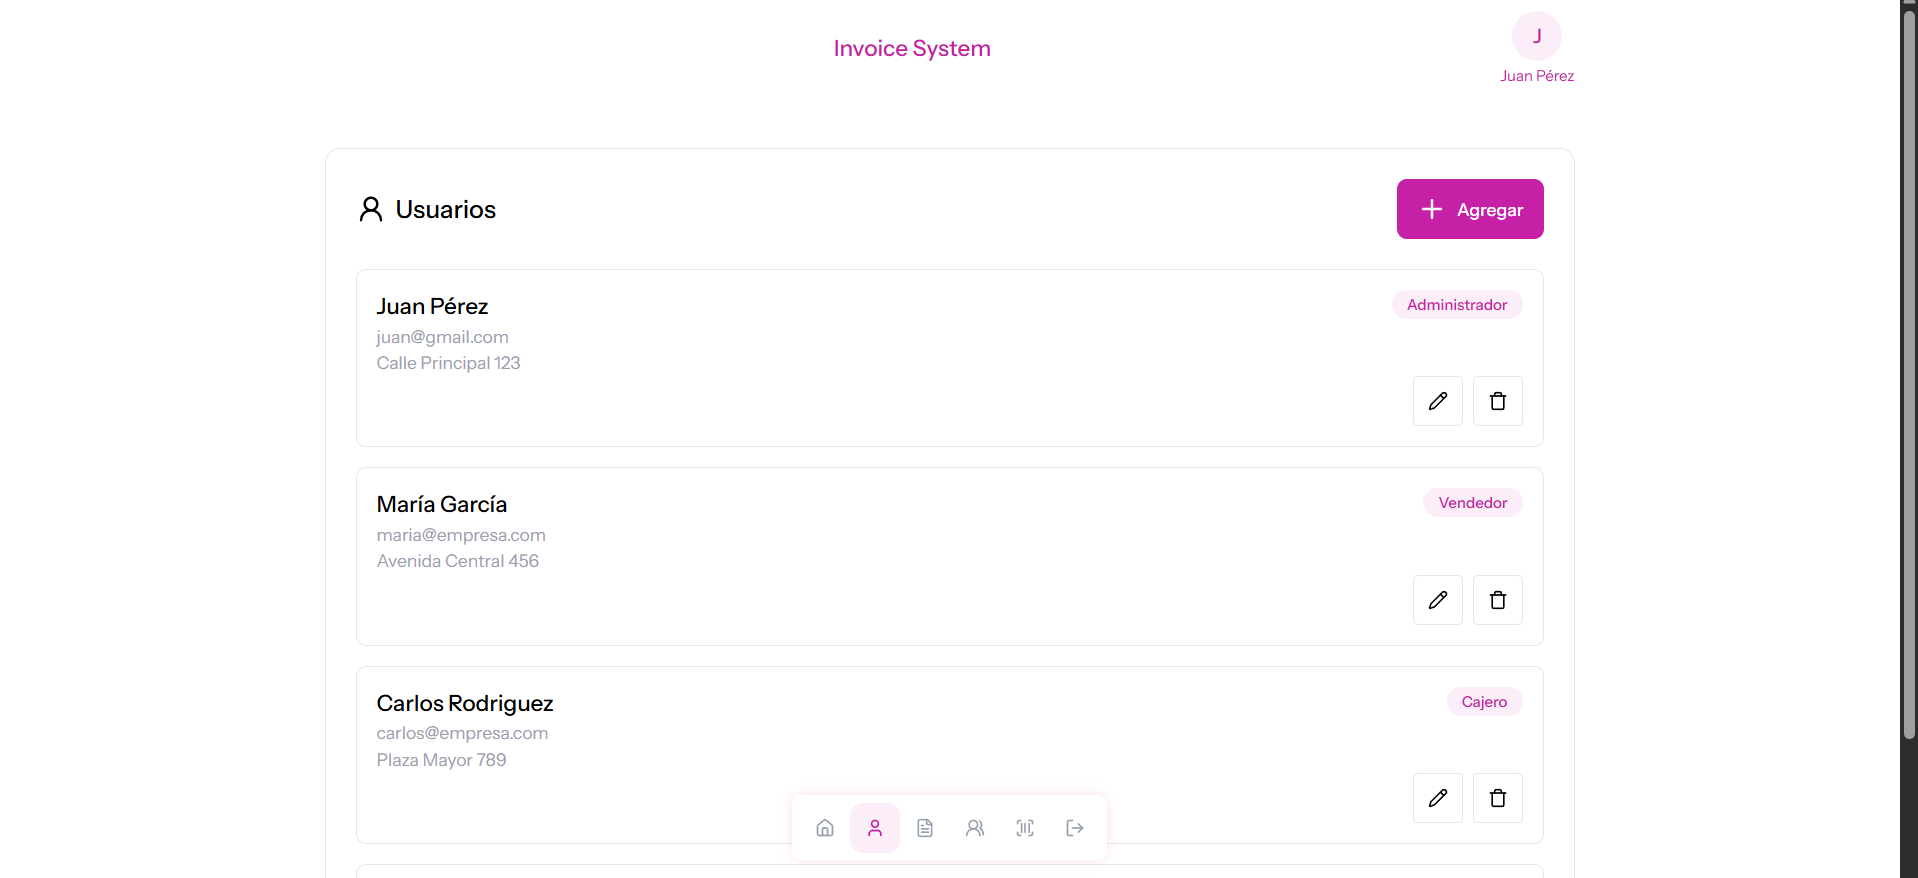 Invoice System
J
Juan Pérez
Usuarios
Agregar
Juan Pérez
Administrador
juan@gmail.com
Calle Principal 123
María García
Vendedor
maria@empresa.com
Avenida Central 456
Carlos Rodriguez
Cajero
carlos@empresa.com
Plaza Mayor 789